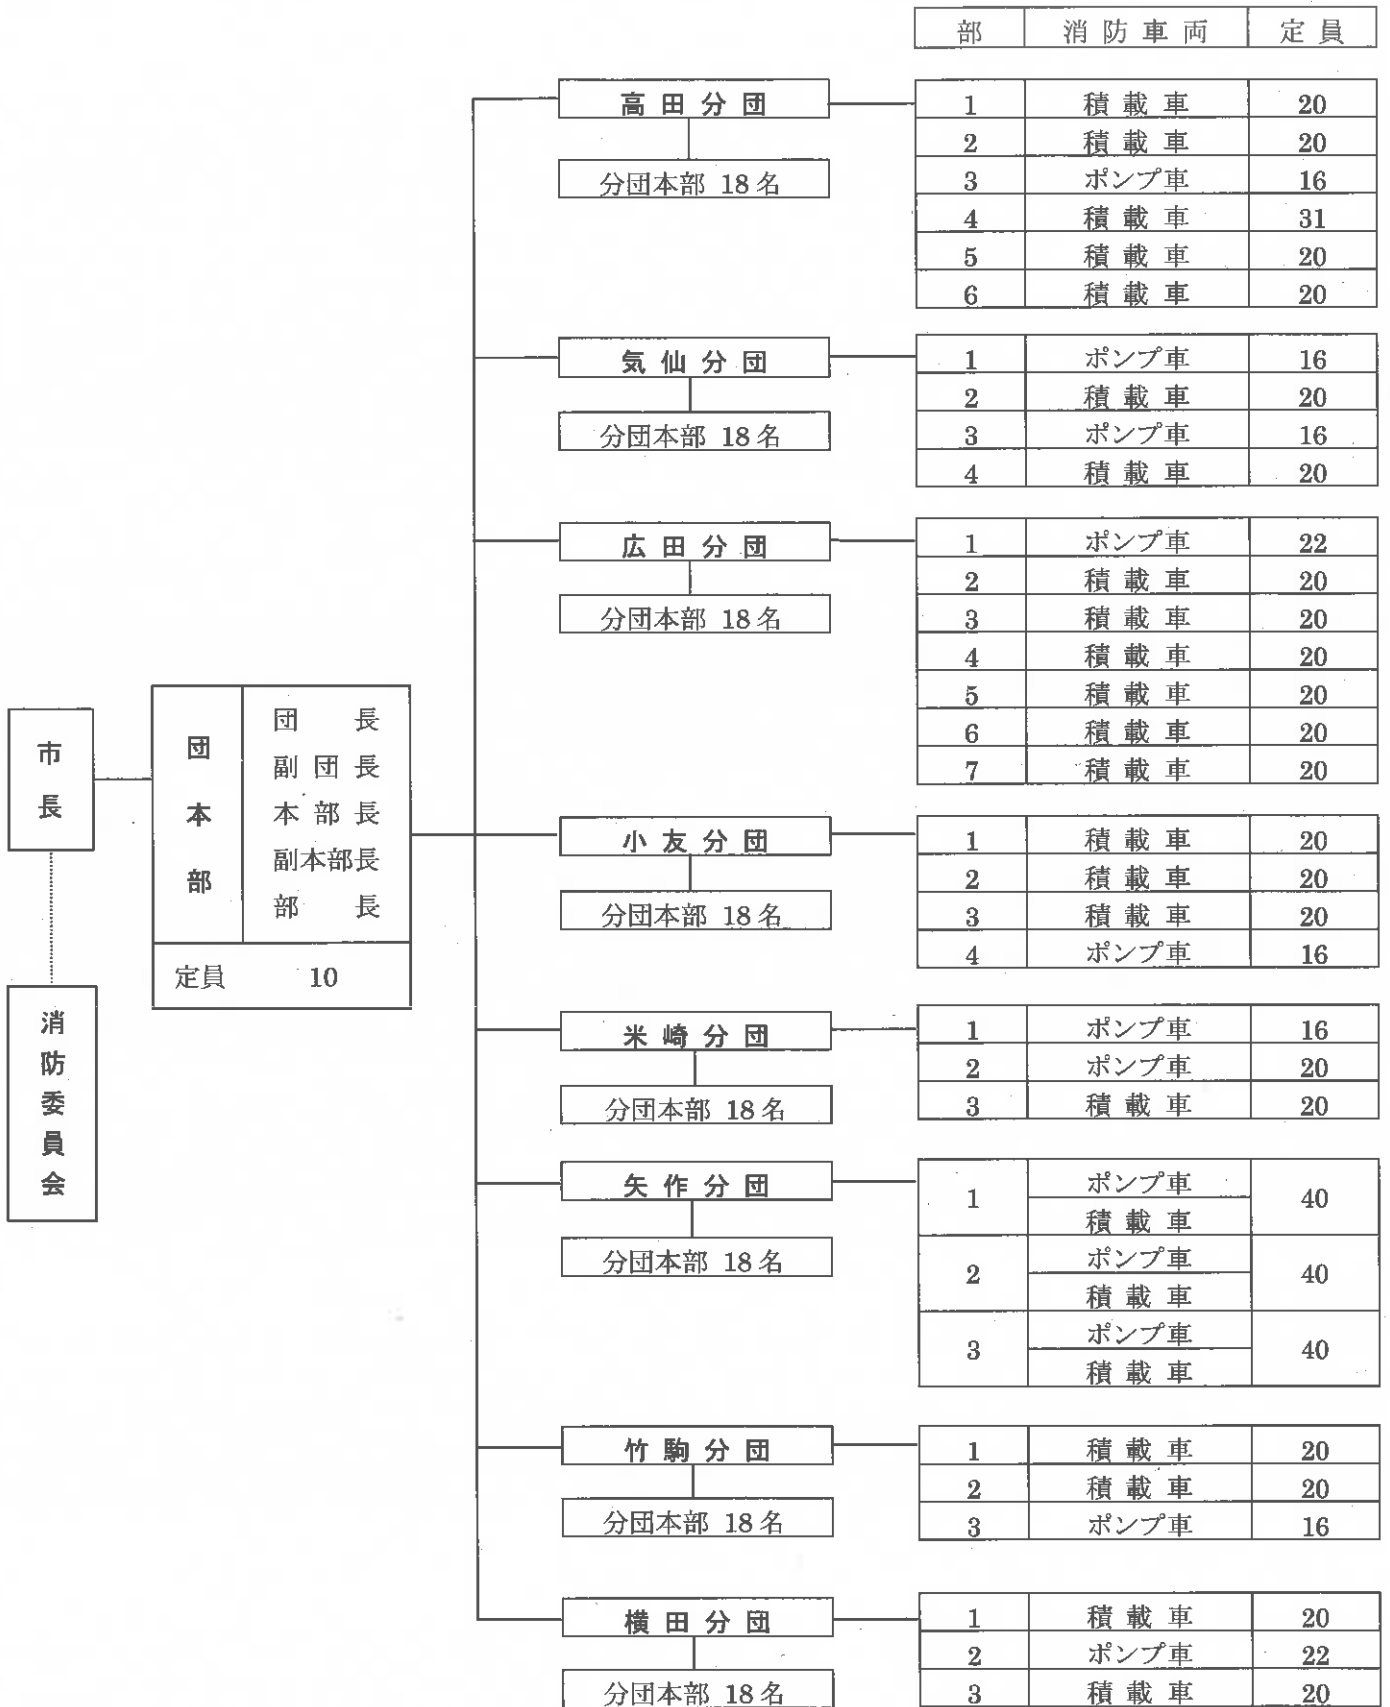 部 消防車両 定員
高田分団
分団本部 18名
1 積載車 20
2 積載車 20
3 ポンプ車 16
4 積載車 31
5 積載車 20
6 積載車 20
気仙分団
分団本部 18名
1 ポンプ車 16
2 積載車 20
3 ポンプ車 16
4 積載車 20
広田分団
分団本部 18名
1 ポンプ車 22
2 積載車 20
3 積載車 20
4 積載車 20
5 積載車 20
6 積載車 20
7 積載車 20
市長
消防委員会
団本部
団長
副団長
本部長
副本部長
部長
定員 10
小友分団
分団本部 18名
1 積載車 20
2 積載車 20
3 積載車 20
4 ポンプ車 16
米崎分団
分団本部 18名
1 ポンプ車 16
2 ポンプ車 20
3 積載車 20
矢作分団
分団本部 18名
1 ポンプ車 40
積載車
2 ポンプ車 40
積載車
3 ポンプ車 40
積載車
竹駒分団
分団本部 18名
1 積載車 20
2 積載車 20
3 ポンプ車 16
横田分団
分団本部 18名
1 積載車 20
2 ポンプ車 22
3 積載車 20